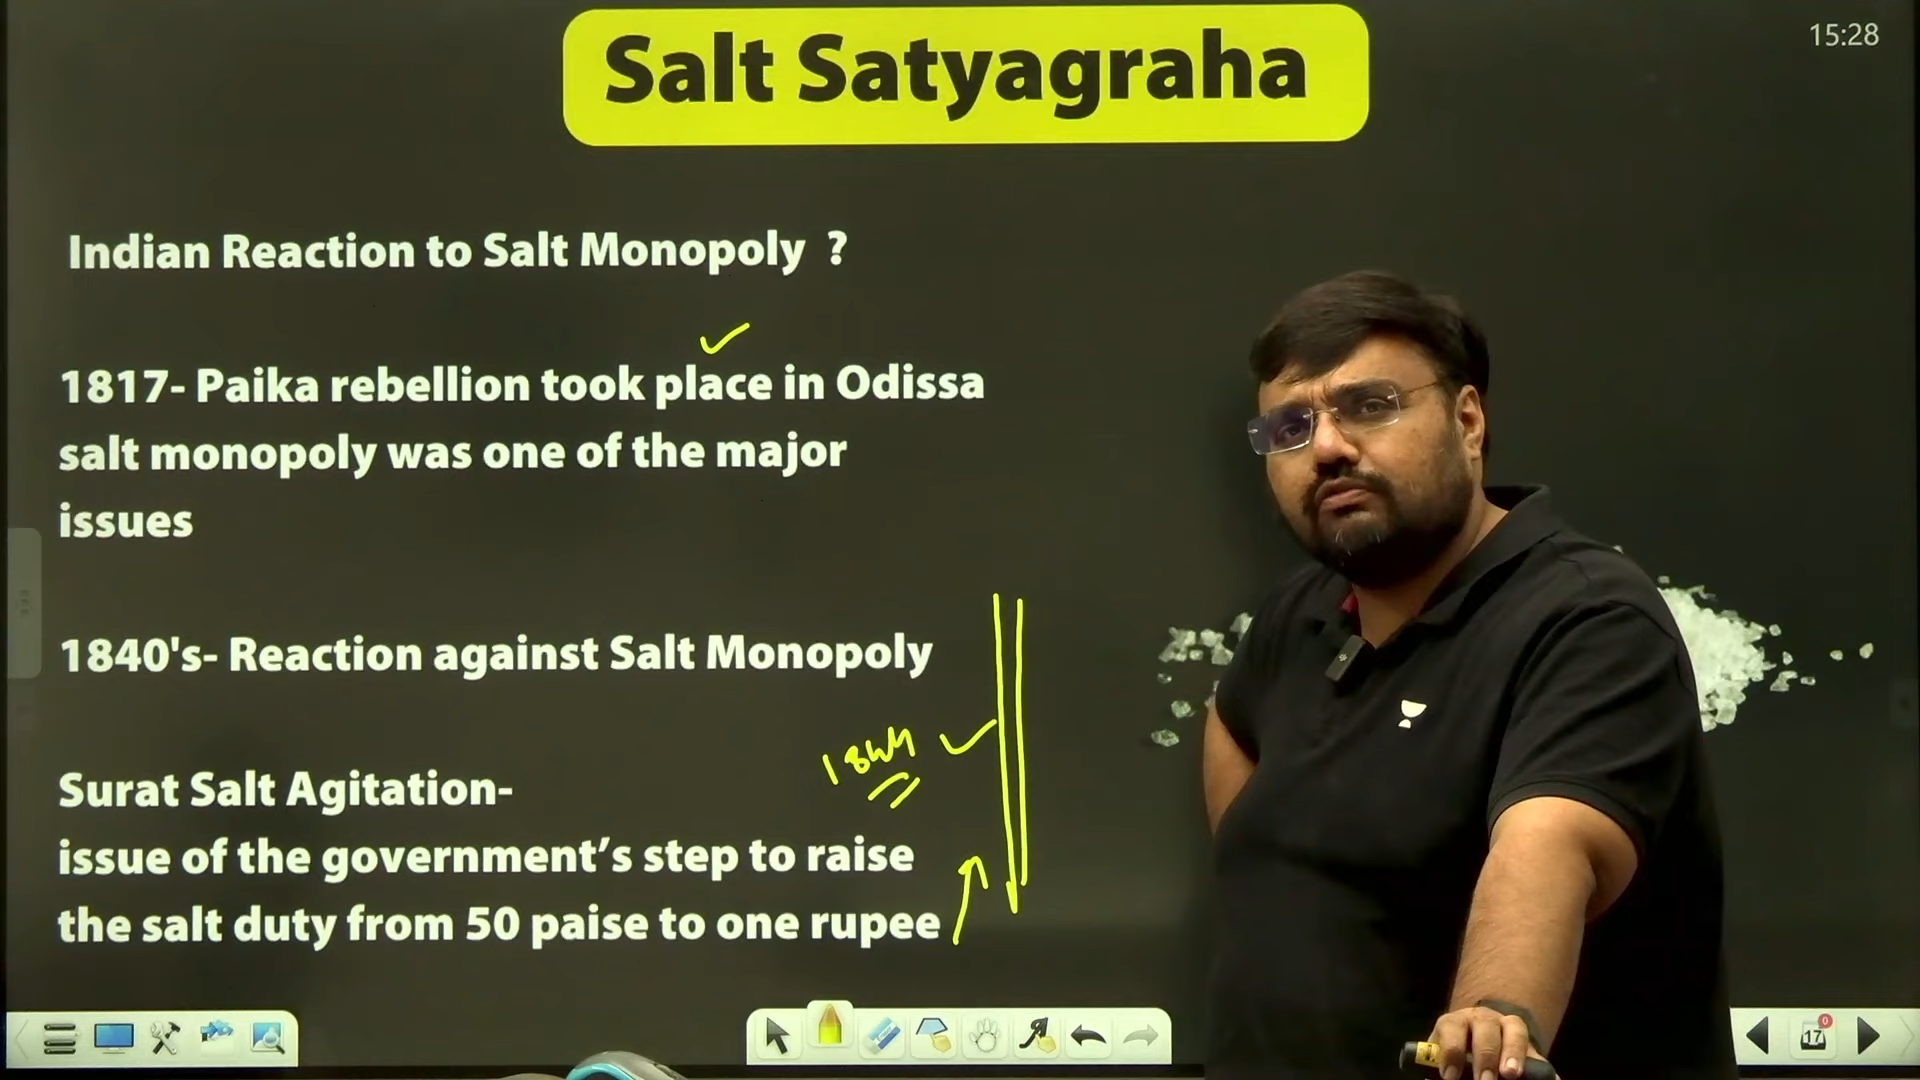 Salt Satyagraha
15:28
Indian Reaction to Salt Monopoly ?
1817- Paika rebellion took place in Odissa
salt monopoly was one of the major
issues
1840's- Reaction against Salt Monopoly
1844
Surat Salt Agitation-
issue of the government’s step to raise
the salt duty from 50 paise to one rupee
17
0